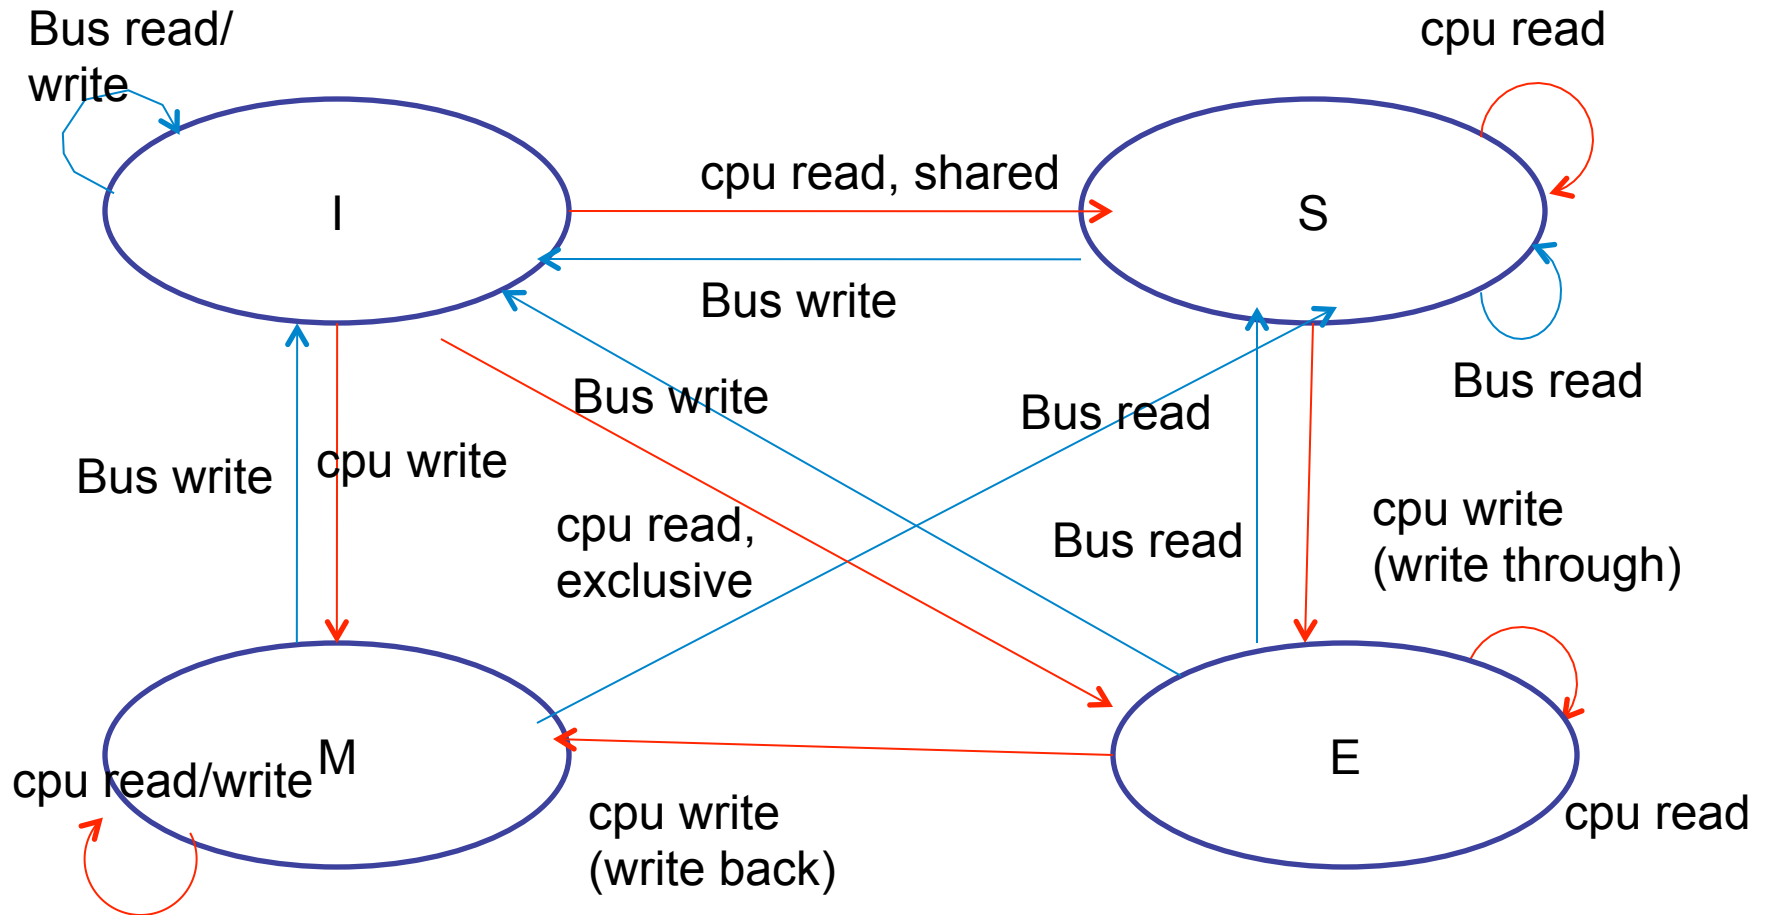 Bus read/
write
cpu read
cpu read, shared
I
S
Bus write
Bus write
Bus read
Bus read
Bus write
cpu write
cpu read,
exclusive
Bus read
cpu write
(write through)
M
E
cpu read/write
cpu write
(write back)
cpu read